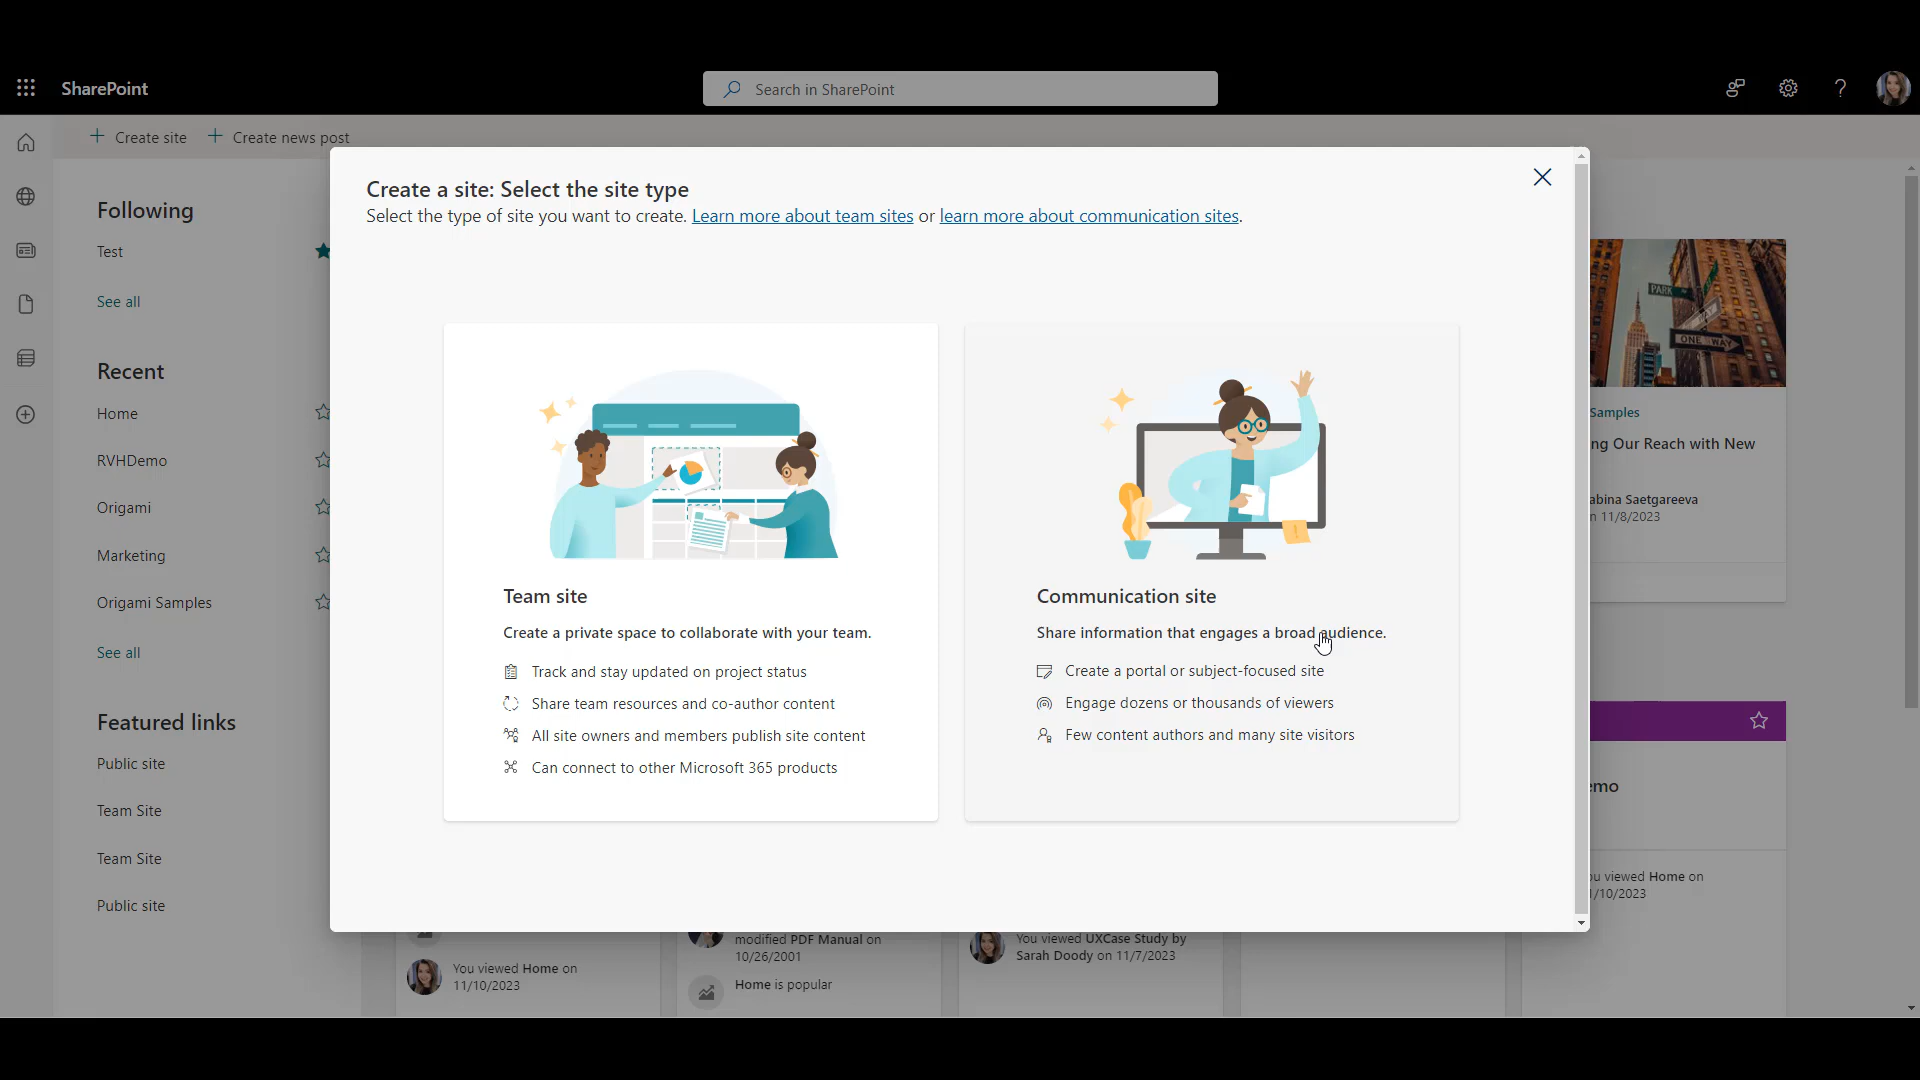 SharePoint
Search in SharePoint
?
Create site
Create news post
Following
Test
See all
Recent
Home
RVHDemo
Origami
Marketing
Origami Samples
See all
Featured links
Public site
Team Site
Team Site
Public site
Create a site: Select the site type
Select the type of site you want to create. Learn more about team sites or learn more about communication sites.
Team site
Create a private space to collaborate with your team.
Track and stay updated on project status
Share team resources and co-author content
All site owners and members publish site content
Can connect to other Microsoft 365 products
Communication site
Share information that engages a broad audience.
Create a portal or subject-focused site
Engage dozens or thousands of viewers
Few content authors and many site visitors
PARK
ONE WAY
Samples
ng Our Reach with New
abina Saetgareeva
n 11/8/2023
emo
ou viewed Home on
/10/2023
You viewed Home on
11/10/2023
modified PDF Manual on
10/26/2001
Home is popular
You viewed UXCase Study by
Sarah Doody on 11/7/2023